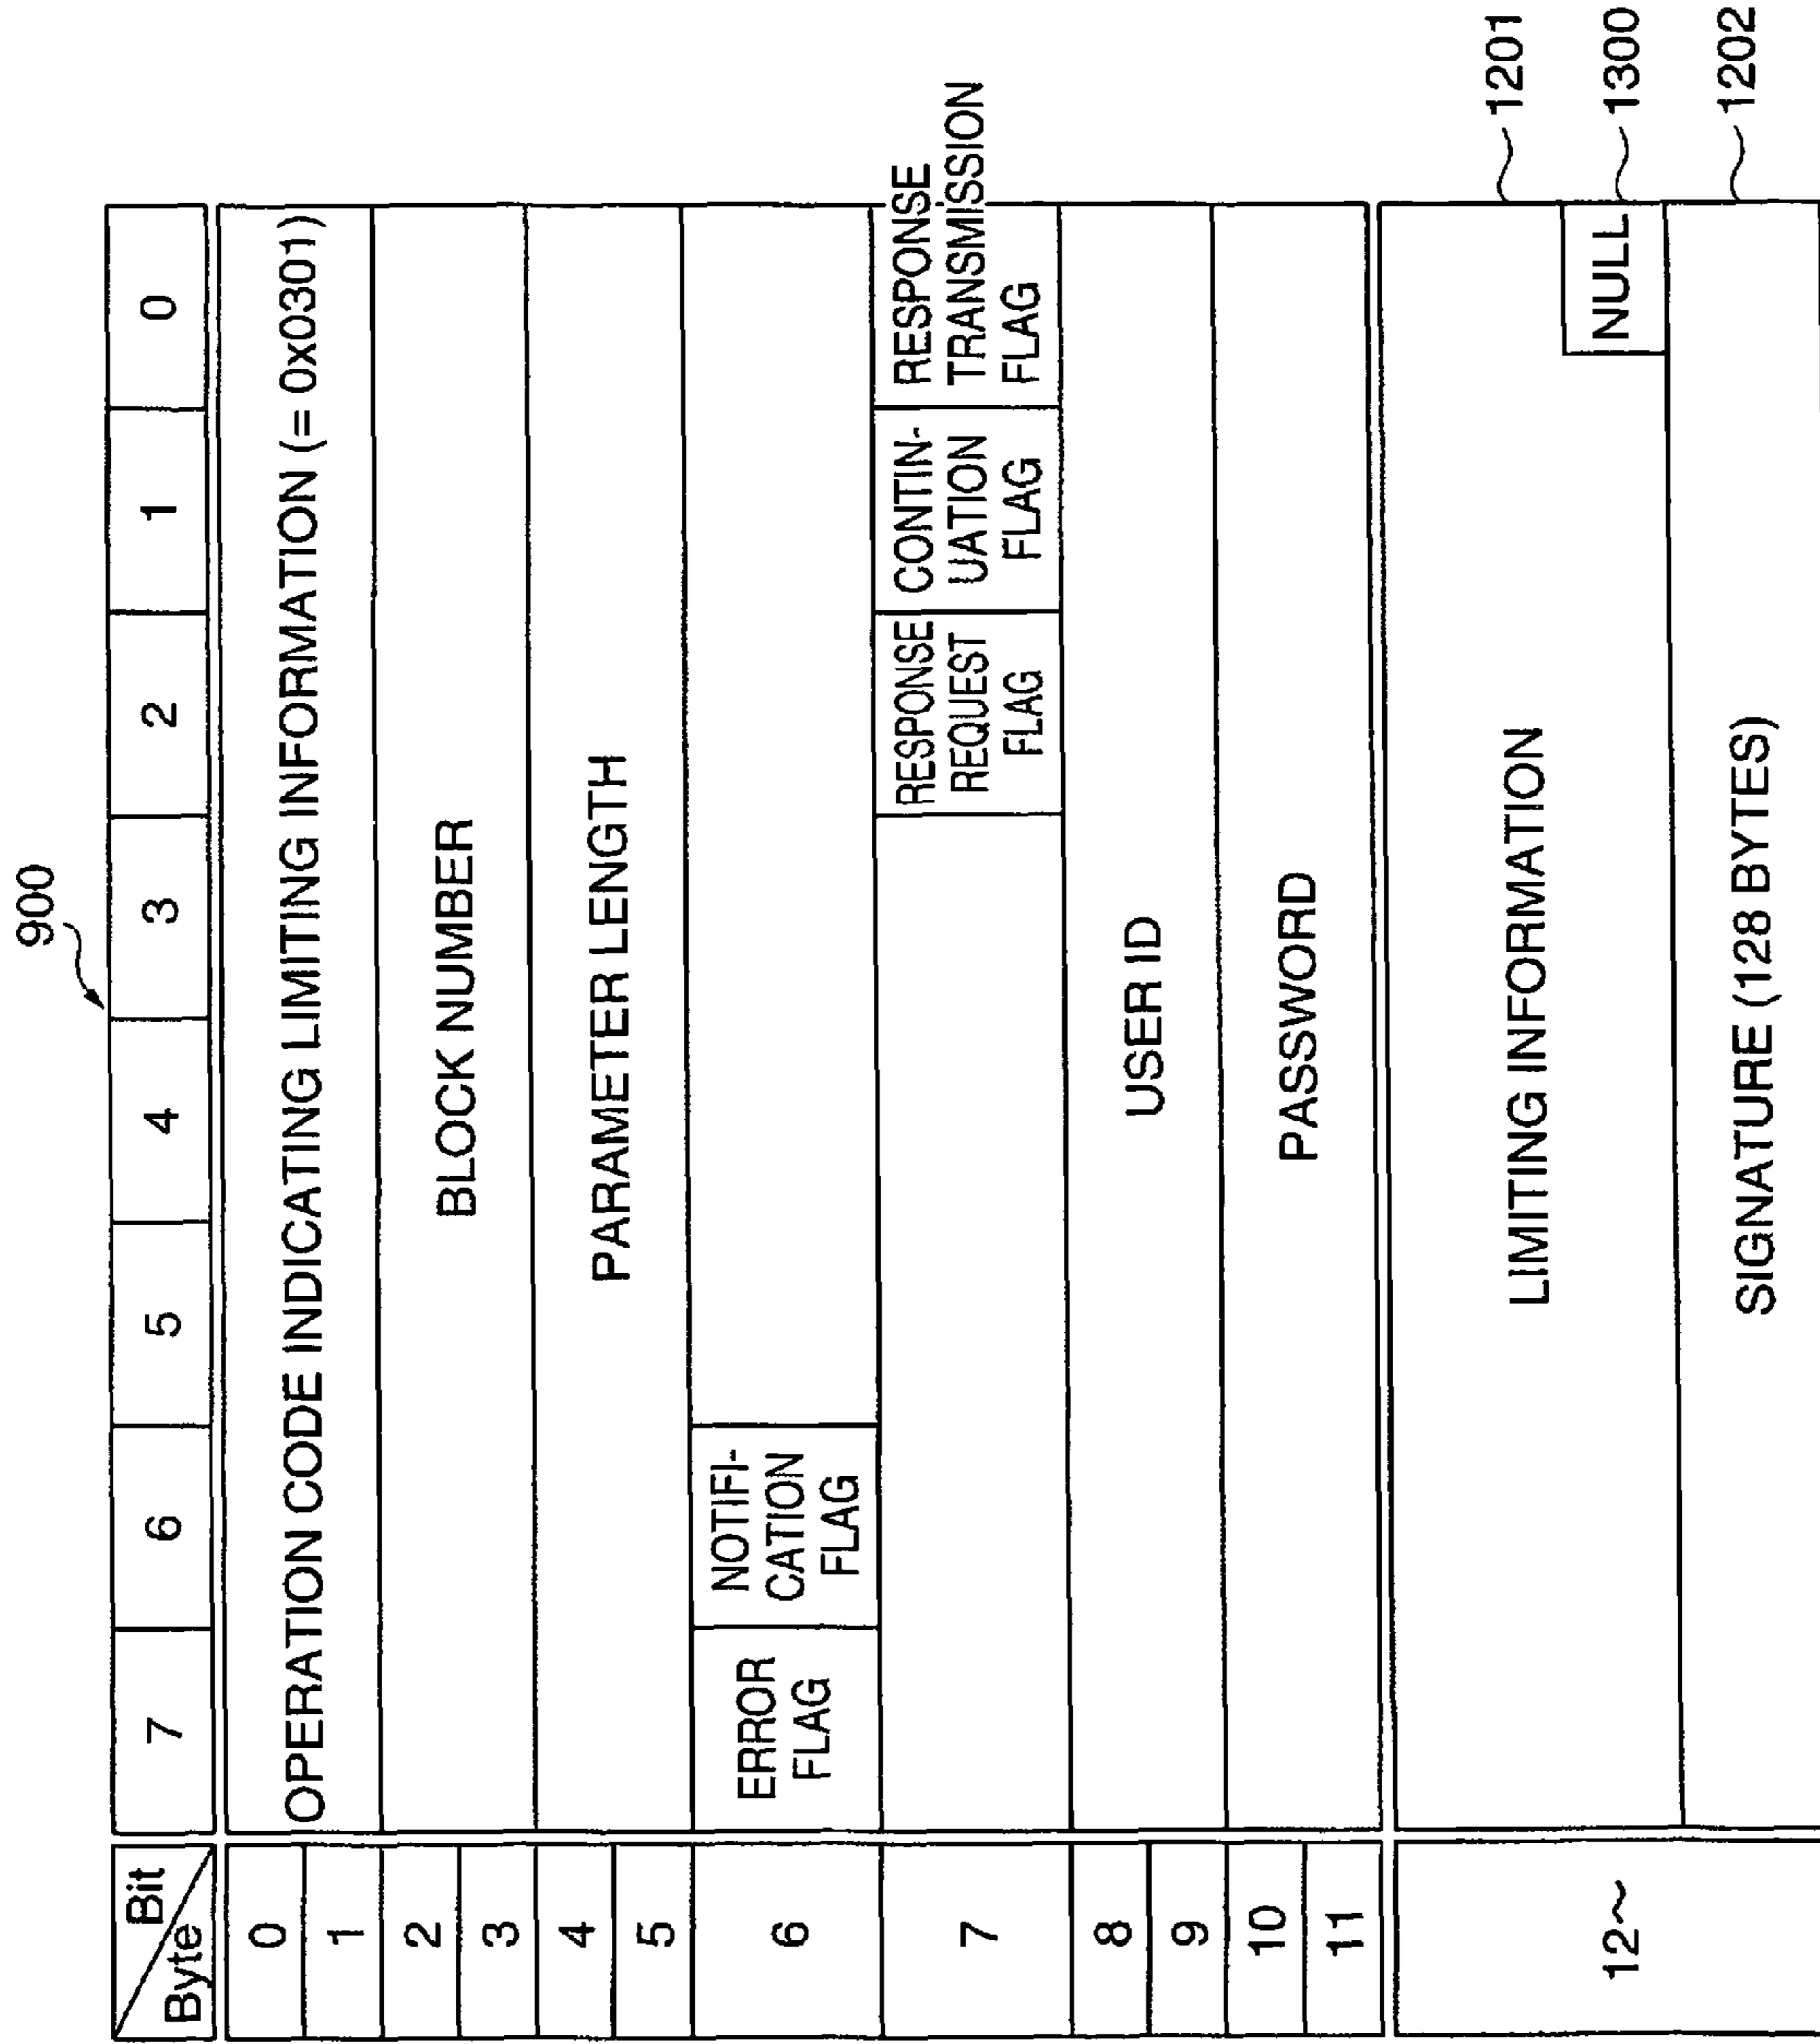 900
Bit
Byte
7 6 5 4 3 2 1 0
0
1
OPERATION CODE INDICATING LIMITING INFORMATION (= 0x0301)
2
3
BLOCK NUMBER
4
5
PARAMETER LENGTH
6
ERROR
FLAG
NOTIFI-
CATION
FLAG
7
RESPONSE
REQUEST
FLAG
CONTIN-
UATION
FLAG
RESPONSE
TRANSMISSION
FLAG
8
9
USER ID
10
11
PASSWORD
12~
LIMITING INFORMATION
1201
NULL
1300
SIGNATURE (128 BYTES)
1202